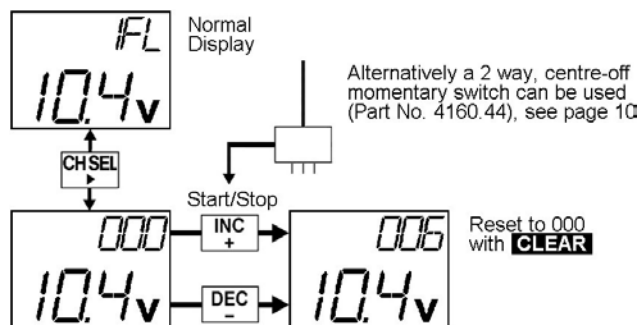 1FL
10.4v
Normal
Display
Alternatively a 2 way, centre-off
momentary switch can be used
(Part No. 4160.44), see page 10
CH SEL
Start/Stop
000
10.4v
INC
+
DEC
–
006
10.4v
Reset to 000
with CLEAR